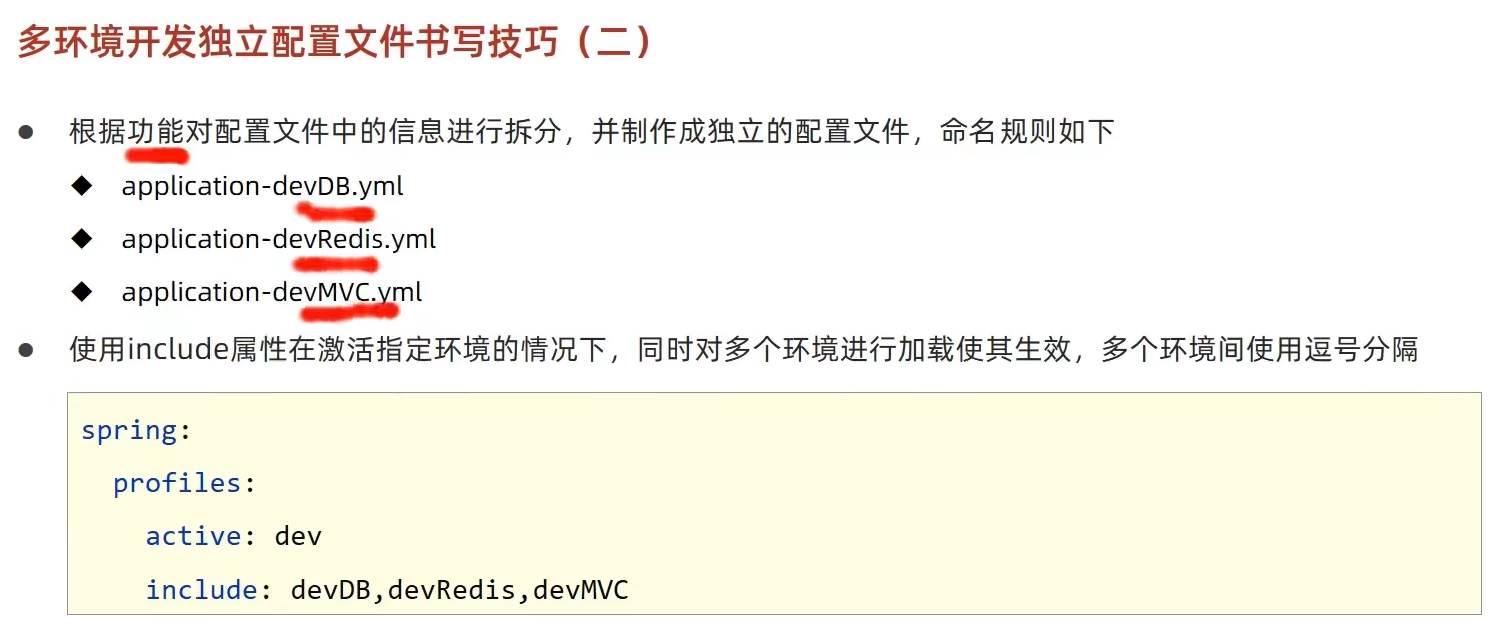 多环境开发独立配置文件书写技巧（二）
根据功能对配置文件中的信息进行拆分，并制作成独立的配置文件，命名规则如下
application-devDB.yml
application-devRedis.yml
application-devMVC.yml
使用include属性在激活指定环境的情况下，同时对多个环境进行加载使其生效，多个环境间使用逗号分隔
spring:
  profiles:
    active: dev
    include: devDB,devRedis,devMVC